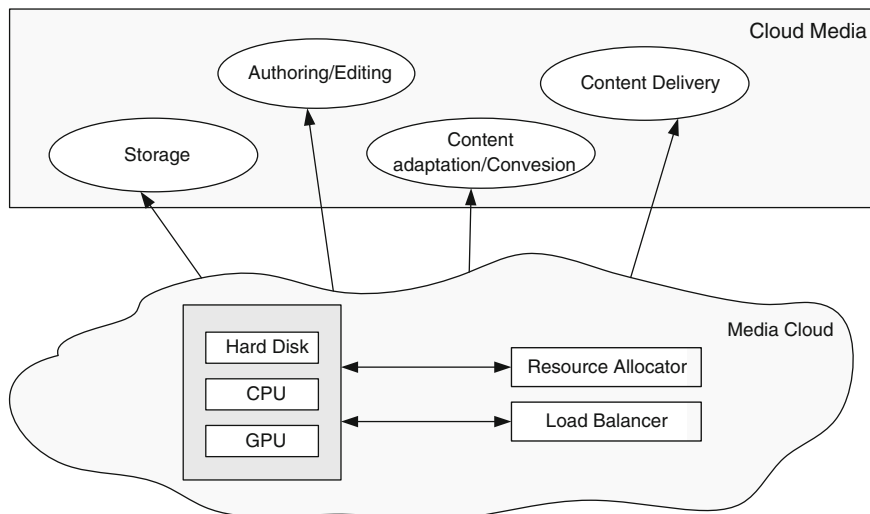 Cloud Media
Authoring/Editing
Content Delivery
Storage
Content
adaptation/Convesion
Media Cloud
Hard Disk
CPU
GPU
Resource Allocator
Load Balancer